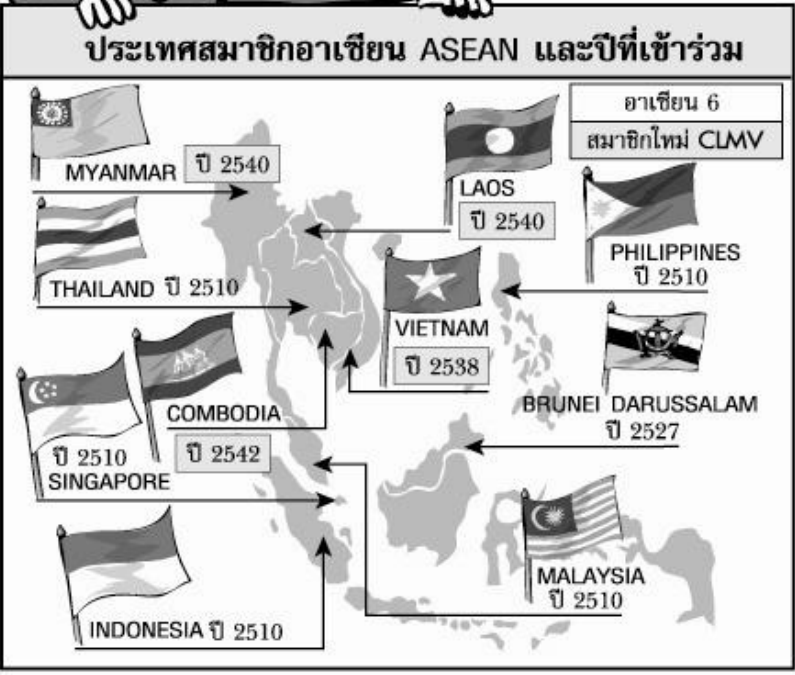 ประเทศสมาชิกอาเซียน ASEAN และปีที่เข้าร่วม
อาเซียน 6
สมาชิกใหม่ CLMV
MYANMAR ปี 2540
LAOS
ปี 2540
PHILIPPINES
ปี 2510
THAILAND ปี 2510
VIETNAM
ปี 2538
BRUNEI DARUSSALAM
ปี 2527
COMBODIA
ปี 2542
ปี 2510
SINGAPORE
MALAYSIA
ปี 2510
INDONESIA ปี 2510